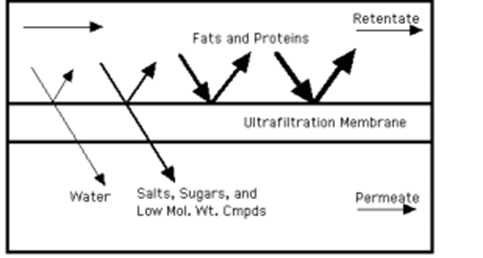 Retentate
Fats and Proteins
Ultrafiltration Membrane
Water
Salts, Sugars, and
Low Mol. Wt. Cmpds
Permeate